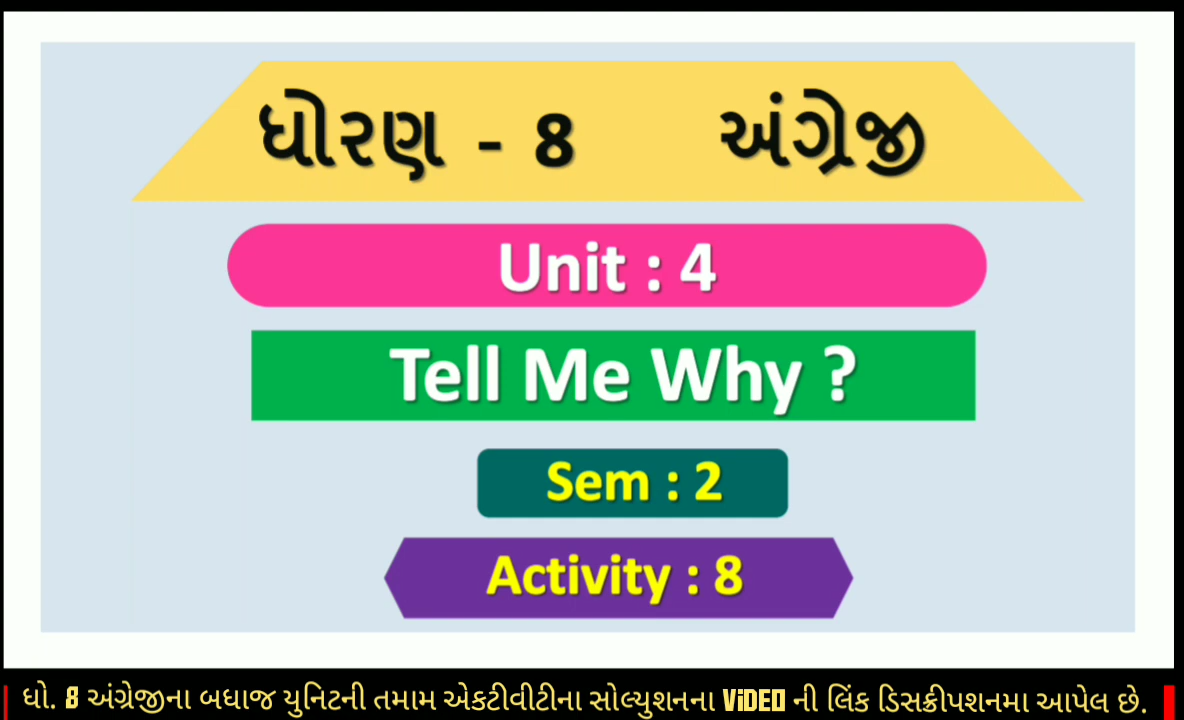 ધોરણ - 8 અંગ્રેજી
Unit : 4
Tell Me Why ?
Sem : 2
Activity : 8
ધો. 8 અંગ્રેજીના બધાજ યુનિટની તમામ એકટીવીટીના સોલ્યુશનના ViDEO ની લિંક ડિસક્રીપશનમા આપેલ છે.